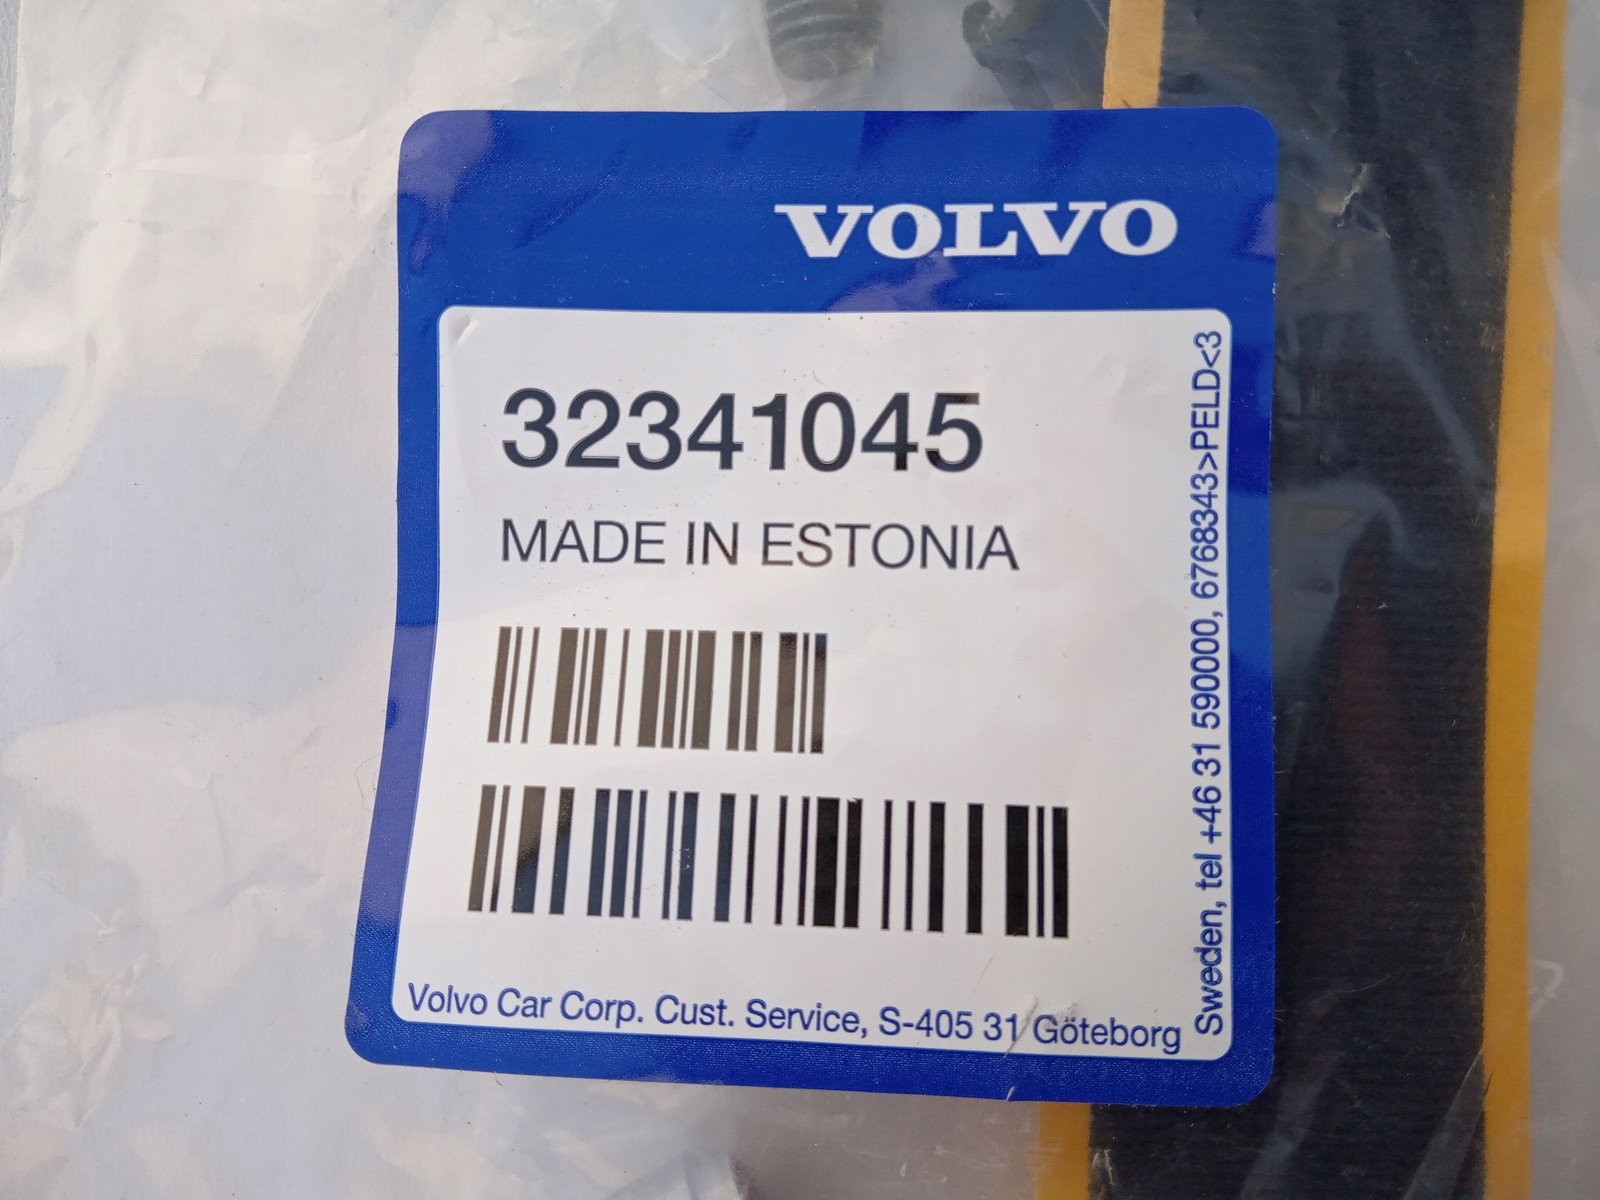 VOLVO
32341045
MADE IN ESTONIA
Volvo Car Corp. Cust. Service, S-405 31 Göteborg
Sweden, tel +46 31 590000, 6768343>PELD<3